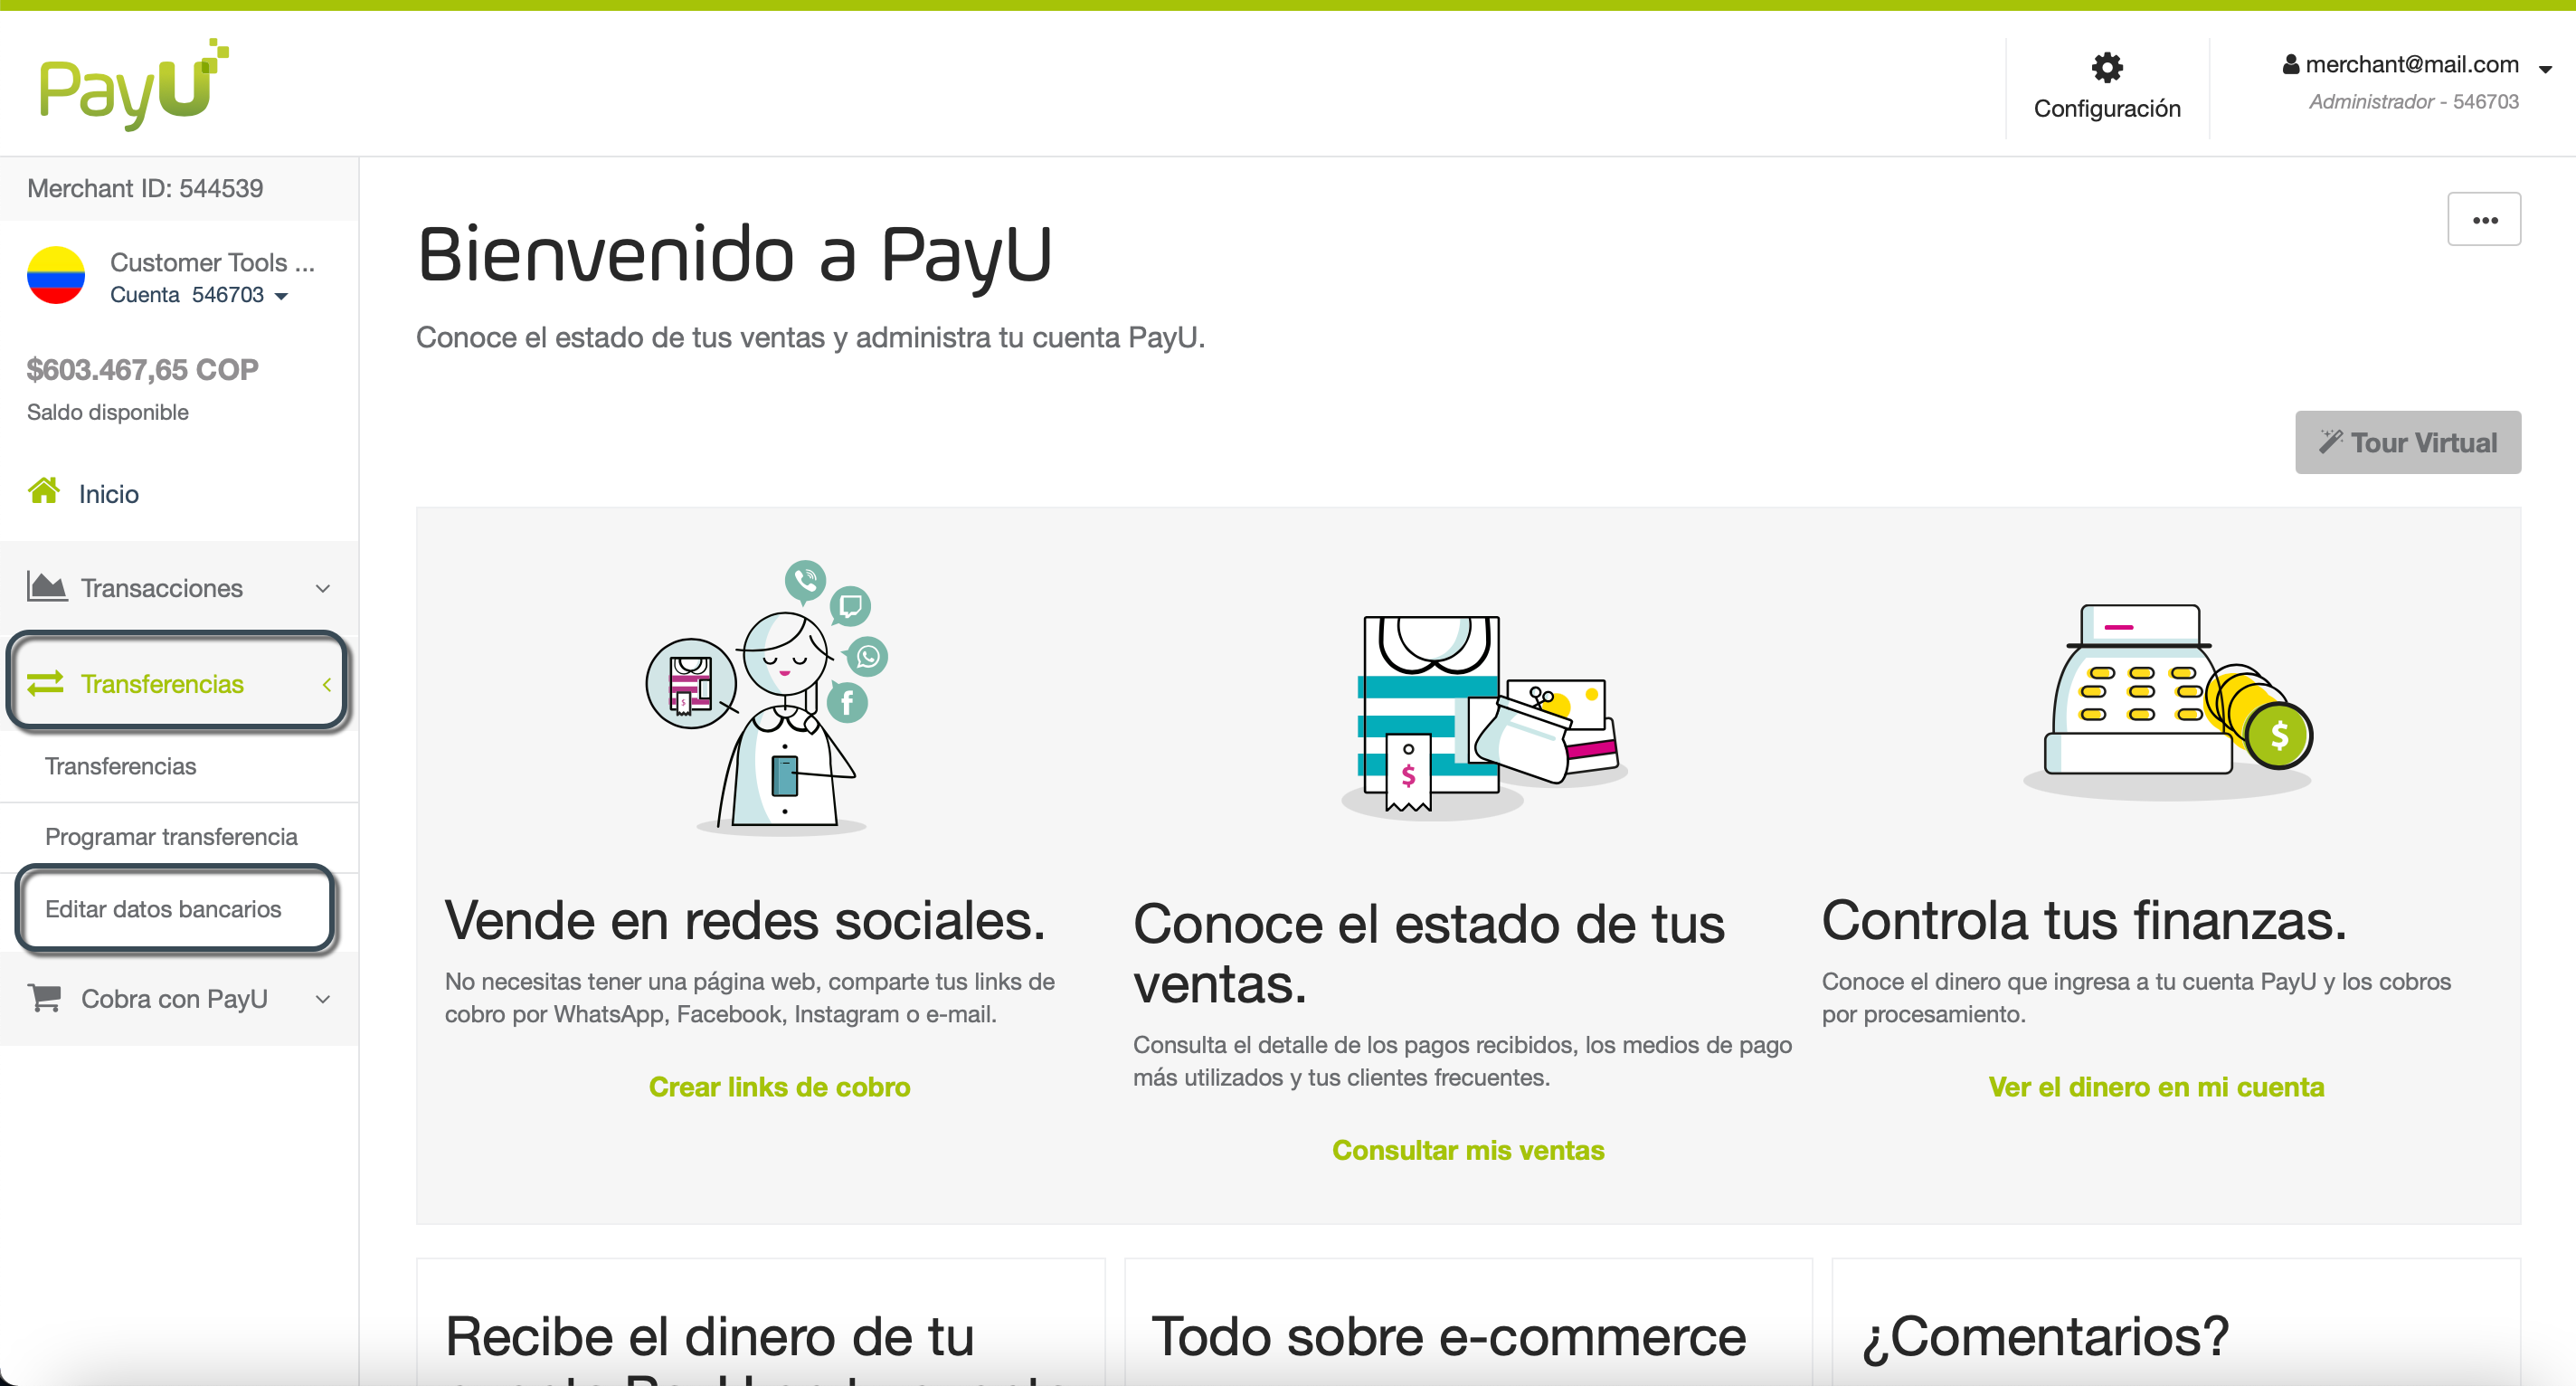 PayU
Configuración
merchant@mail.com
Administrador - 546703
Merchant ID: 544539
Customer Tools ...
Cuenta 546703
$603.467,65 COP
Saldo disponible
Inicio
Transacciones
Transferencias
Transferencias
Programar transferencia
Editar datos bancarios
Cobra con PayU
Bienvenido a PayU
Conoce el estado de tus ventas y administra tu cuenta PayU.
Tour Virtual
Vende en redes sociales.
No necesitas tener una página web, comparte tus links de
cobro por WhatsApp, Facebook, Instagram o e-mail.
Crear links de cobro
Conoce el estado de tus
ventas.
Consulta el detalle de los pagos recibidos, los medios de pago
más utilizados y tus clientes frecuentes.
Consultar mis ventas
Controla tus finanzas.
Conoce el dinero que ingresa a tu cuenta PayU y los cobros
por procesamiento.
Ver el dinero en mi cuenta
Recibe el dinero de tu
Todo sobre e-commerce
¿Comentarios?